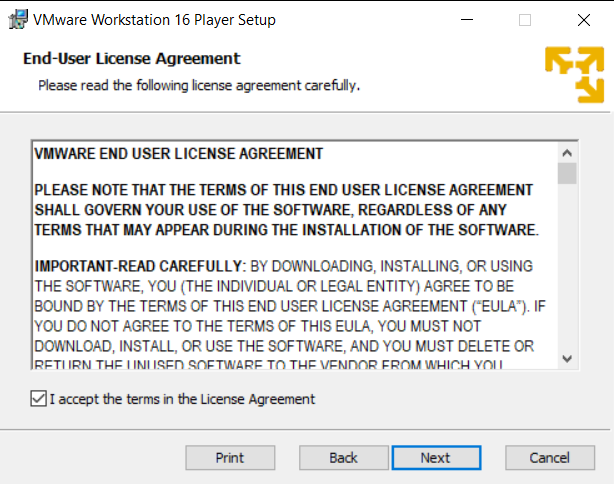 VMware Workstation 16 Player Setup
End-User License Agreement
Please read the following license agreement carefully.
VMWARE END USER LICENSE AGREEMENT
PLEASE NOTE THAT THE TERMS OF THIS END USER LICENSE AGREEMENT
SHALL GOVERN YOUR USE OF THE SOFTWARE, REGARDLESS OF ANY
TERMS THAT MAY APPEAR DURING THE INSTALLATION OF THE SOFTWARE.
IMPORTANT-READ CAREFULLY: BY DOWNLOADING, INSTALLING, OR USING
THE SOFTWARE, YOU (THE INDIVIDUAL OR LEGAL ENTITY) AGREE TO BE
BOUND BY THE TERMS OF THIS END USER LICENSE AGREEMENT (“EULA”). IF
YOU DO NOT AGREE TO THE TERMS OF THIS EULA, YOU MUST NOT
DOWNLOAD, INSTALL, OR USE THE SOFTWARE, AND YOU MUST DELETE OR
RETURN THE UNUSED SOFTWARE TO THE VENDOR FROM WHICH YOU
I accept the terms in the License Agreement
Print Back Next Cancel